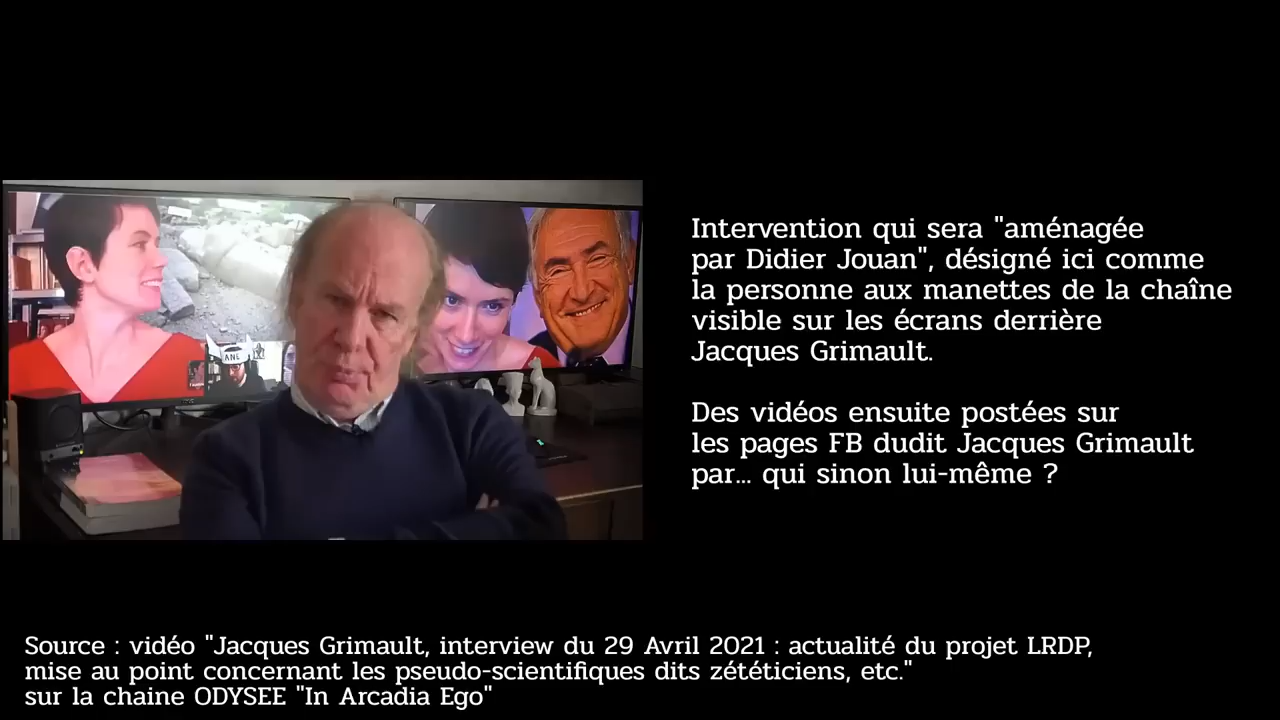 Intervention qui sera "aménagée
par Didier Jouan", désigné ici comme
la personne aux manettes de la chaîne
visible sur les écrans derrière
Jacques Grimault.
Des vidéos ensuite postées sur
les pages FB dudit Jacques Grimault
par... qui sinon lui-même ?
ANE
Source : vidéo "Jacques Grimault, interview du 29 Avril 2021 : actualité du projet LRDP,
mise au point concernant les pseudo-scientifiques dits zététiciens, etc."
sur la chaine ODYSEE "In Arcadia Ego"